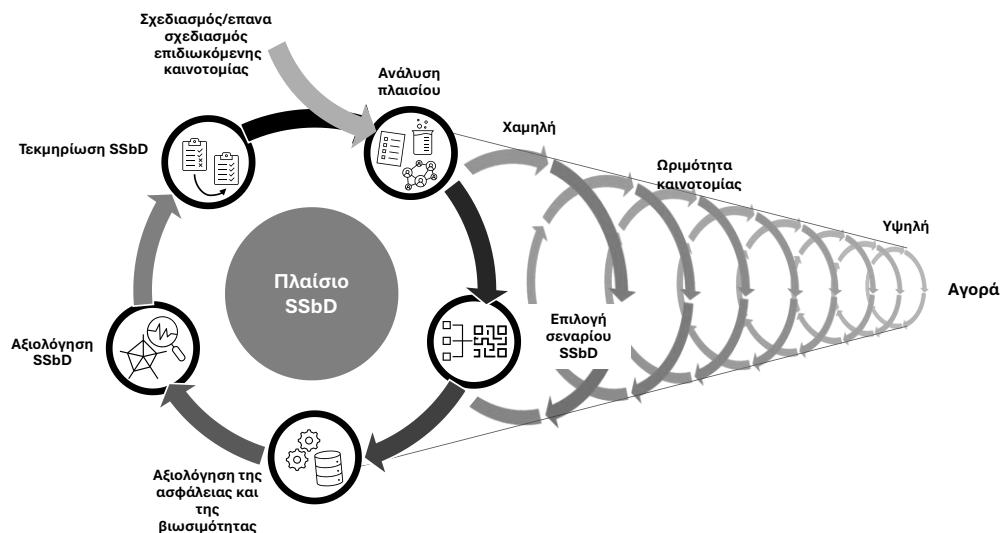 Σχεδιασμός/επανα
σχεδιασμός
επιδιωκόμενης
καινοτομίας
Ανάλυση
πλαισίου
Χαμηλή
Τεκμηρίωση SSbD
Ωριμότητα
καινοτομίας
Υψηλή
Πλαίσιο
SSbD
Αγορά
Επιλογή
σεναρίου
SSbD
Αξιολόγηση
SSbD
Αξιολόγηση της
ασφάλειας και
της
βιωσιμότητας